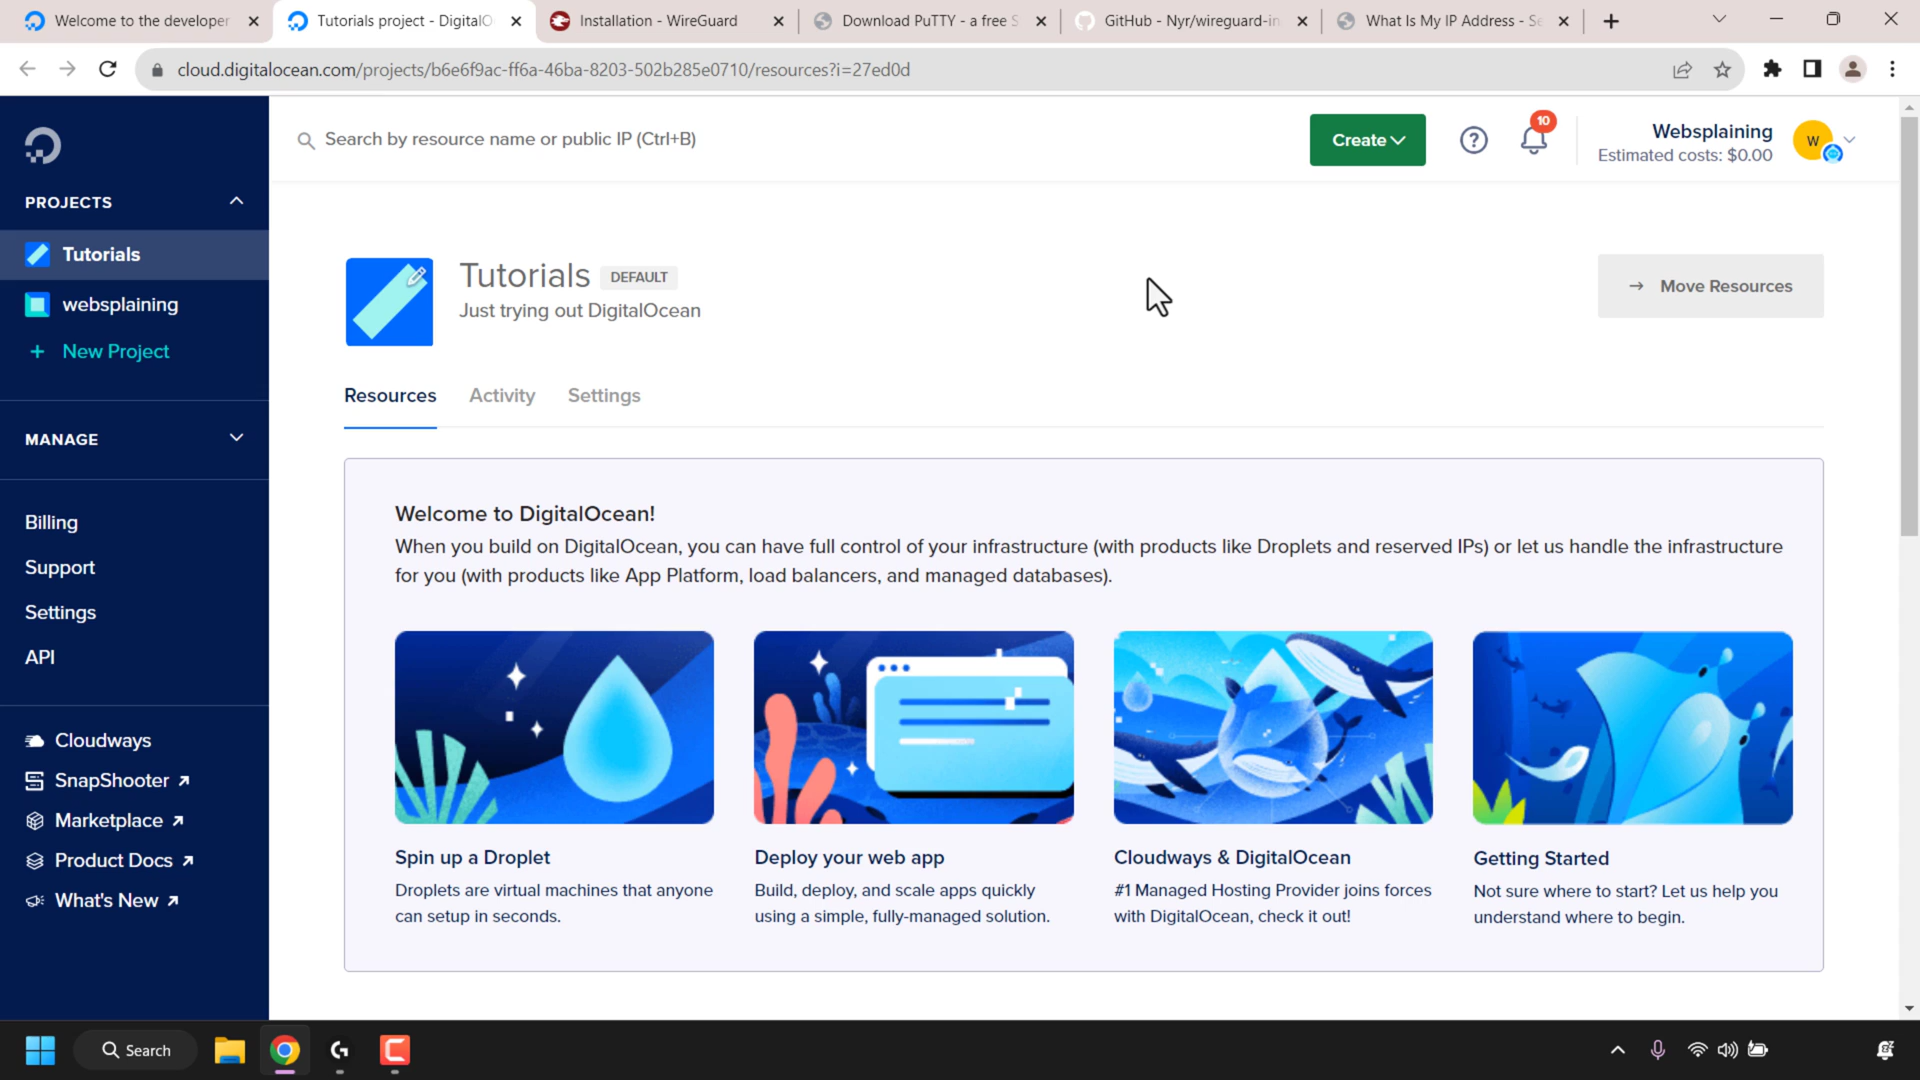 Welcome to the developer
Tutorials project - DigitalO
Installation - WireGuard
Download PuTTY - a free S
GitHub - Nyr/wireguard-in
What Is My IP Address - Se
cloud.digitalocean.com/projects/b6e6f9ac-ff6a-46ba-8203-502b285e0710/resources?i=27ed0d
Search by resource name or public IP (Ctrl+B)
Create
10
Websplaining
Estimated costs: $0.00
W
PROJECTS
Tutorials
websplaining
+ New Project
MANAGE
Billing
Support
Settings
API
Cloudways
SnapShooter
Marketplace
Product Docs
What's New
Tutorials DEFAULT
Just trying out DigitalOcean
→ Move Resources
Resources Activity Settings
Welcome to DigitalOcean!
When you build on DigitalOcean, you can have full control of your infrastructure (with products like Droplets and reserved IPs) or let us handle the infrastructure
for you (with products like App Platform, load balancers, and managed databases).
Spin up a Droplet
Droplets are virtual machines that anyone
can setup in seconds.
Deploy your web app
Build, deploy, and scale apps quickly
using a simple, fully-managed solution.
Cloudways & DigitalOcean
#1 Managed Hosting Provider joins forces
with DigitalOcean, check it out!
Getting Started
Not sure where to start? Let us help you
understand where to begin.
Search